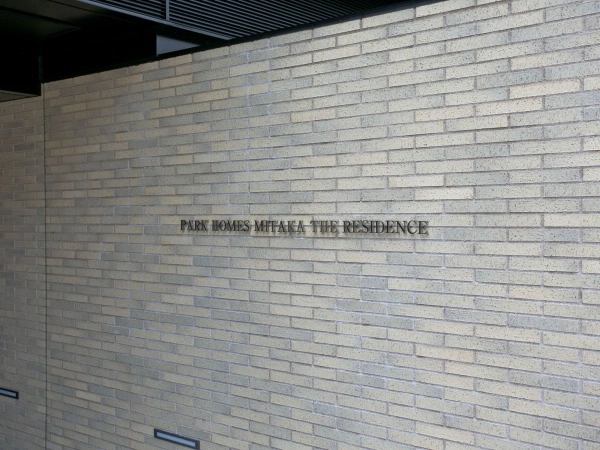 PARK HOMES MITAKA THE RESIDENCE